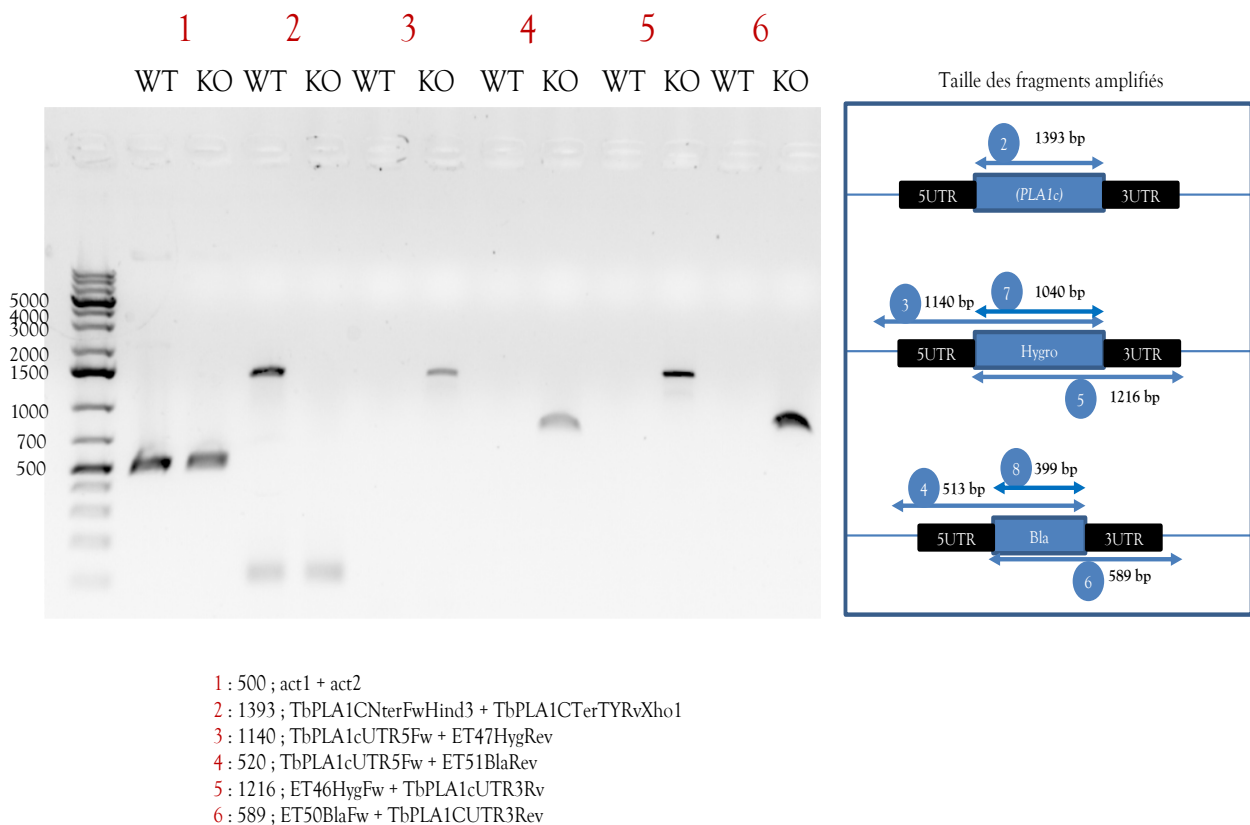 1 2 3 4 5 6
WT KO WT KO WT KO WT KO WT KO WT KO
5000
4000
3000
2000
1500
1000
700
500
Taille des fragments amplifiés
2 1393 bp
5UTR (PLA1c) 3UTR
3 1140 bp 7 1040 bp
5UTR Hygro 3UTR
5 1216 bp
4 513 bp 8 399 bp
5UTR Bla 3UTR
6 589 bp
1 : 500 ; act1 + act2
2 : 1393 ; TbPLA1CNterFwHind3 + TbPLA1CTerTYRvXho1
3 : 1140 ; TbPLA1cUTR5Fw + ET47HygRev
4 : 520 ; TbPLA1cUTR5Fw + ET51BlaRev
5 : 1216 ; ET46HygFw + TbPLA1cUTR3Rv
6 : 589 ; ET50BlaFw + TbPLA1CUTR3Rev